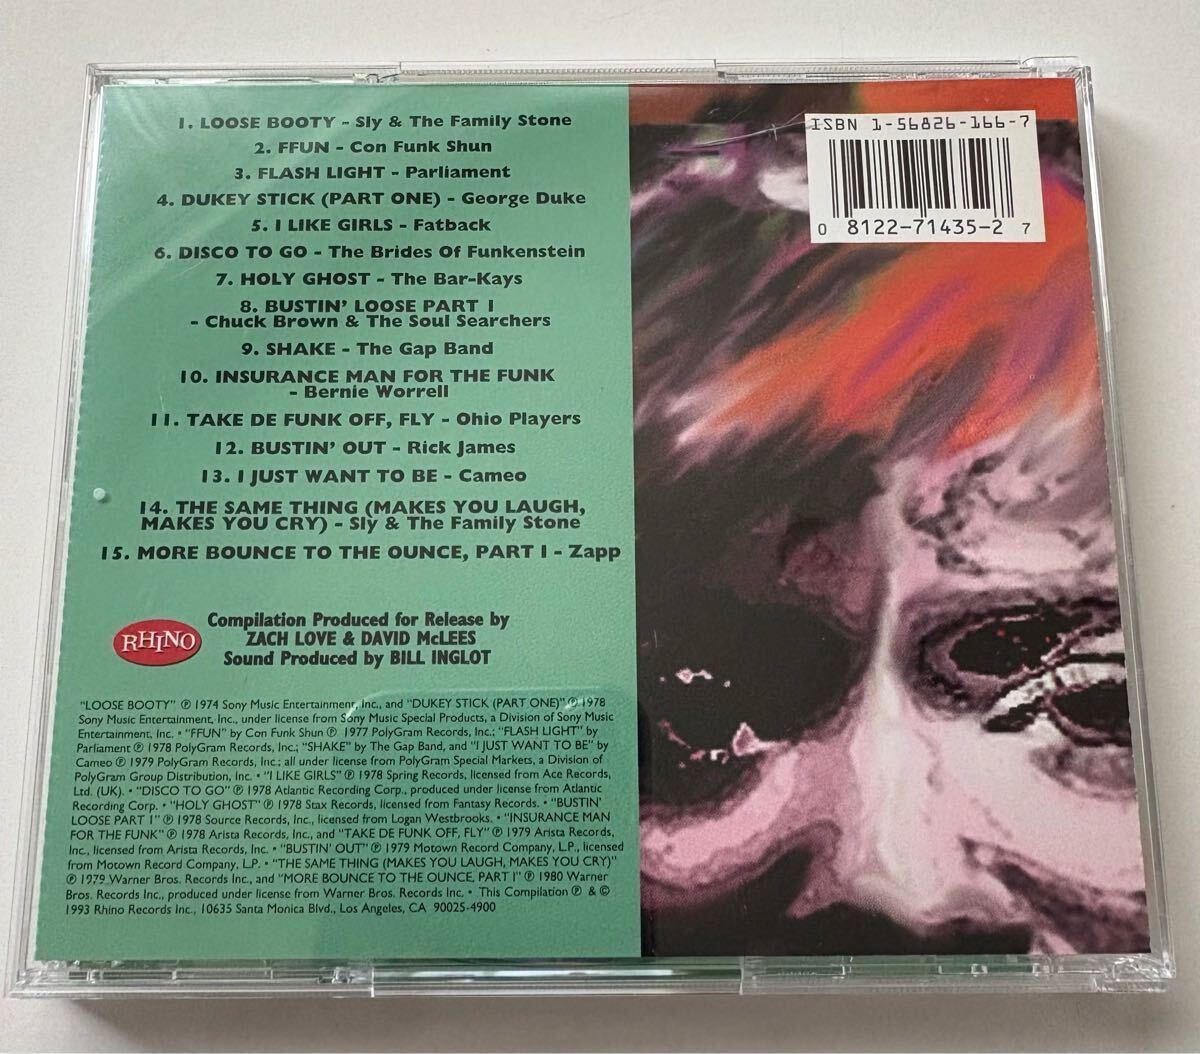 1. LOOSE BOOTY - Sly & The Family Stone
2. FFUN - Con Funk Shun
3. FLASH LIGHT - Parliament
4. DUKEY STICK (PART ONE) - George Duke
5. I LIKE GIRLS - Fatback
6. DISCO TO GO - The Brides Of Funkenstein
7. HOLY GHOST - The Bar-Kays
8. BUSTIN' LOOSE PART 1
- Chuck Brown & The Soul Searchers
9. SHAKE - The Gap Band
10. INSURANCE MAN FOR THE FUNK
- Bernie Worrell
11. TAKE DE FUNK OFF, FLY - Ohio Players
12. BUSTIN' OUT - Rick James
13. I JUST WANT TO BE - Cameo
14. THE SAME THING (MAKES YOU LAUGH,
MAKES YOU CRY) - Sly & The Family Stone
15. MORE BOUNCE TO THE OUNCE, PART 1 - Zapp
RHINO
Compilation Produced for Release by
ZACH LOVE & DAVID McLEES
Sound Produced by BILL INGLOT
"LOOSE BOOTY" ℗ 1974 Sony Music Entertainment, Inc., and "DUKEY STICK (PART ONE)" ℗ 1978
Sony Music Entertainment, Inc., under license from Sony Music Special Products, a Division of Sony Music
Entertainment, Inc. • "FFUN" by Con Funk Shun ℗ 1977 PolyGram Records, Inc.; "FLASH LIGHT" by
Parliament ℗ 1978 PolyGram Records, Inc.; "SHAKE" by The Gap Band, and "I JUST WANT TO BE" by
Cameo ℗ 1979 PolyGram Records, Inc.; all under license from PolyGram Special Markets, a Division of
PolyGram Group Distribution, Inc. • "I LIKE GIRLS" ℗ 1978 Spring Records, licensed from Ace Records,
Ltd. (UK). • "DISCO TO GO" ℗ 1978 Atlantic Recording Corp., produced under license from Atlantic
Recording Corp. • "HOLY GHOST" ℗ 1978 Stax Records, licensed from Fantasy Records. • "BUSTIN'
LOOSE PART 1" ℗ 1978 Source Records, Inc., licensed from Logan Westbrooks. • "INSURANCE MAN
FOR THE FUNK" ℗ 1978 Arista Records, Inc., and "TAKE DE FUNK OFF, FLY" ℗ 1979 Arista Records,
Inc., licensed from Arista Records, Inc. • "BUSTIN' OUT" ℗ 1979 Motown Record Company, L.P., licensed
from Motown Record Company, L.P. • "THE SAME THING (MAKES YOU LAUGH, MAKES YOU CRY)"
℗ 1979 Warner Bros. Records Inc., and "MORE BOUNCE TO THE OUNCE, PART 1" ℗ 1980 Warner
Bros. Records Inc., produced under license from Warner Bros. Records Inc. • This Compilation ℗ & ©
1993 Rhino Records Inc., 10635 Santa Monica Blvd., Los Angeles, CA 90025-4900
ISBN 1-56826-166-7
0 8122-71435-2 7